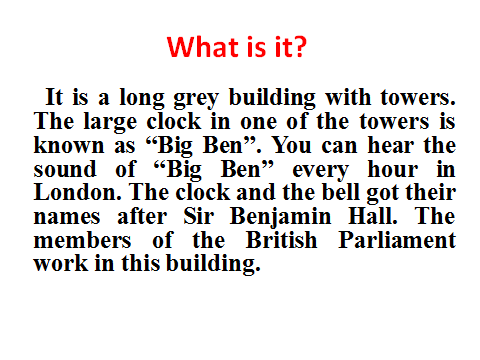 What is it?
It is a long grey building with towers.
The large clock in one of the towers is
known as “Big Ben”. You can hear the
sound of “Big Ben” every hour in
London. The clock and the bell got their
names after Sir Benjamin Hall. The
members of the British Parliament
work in this building.